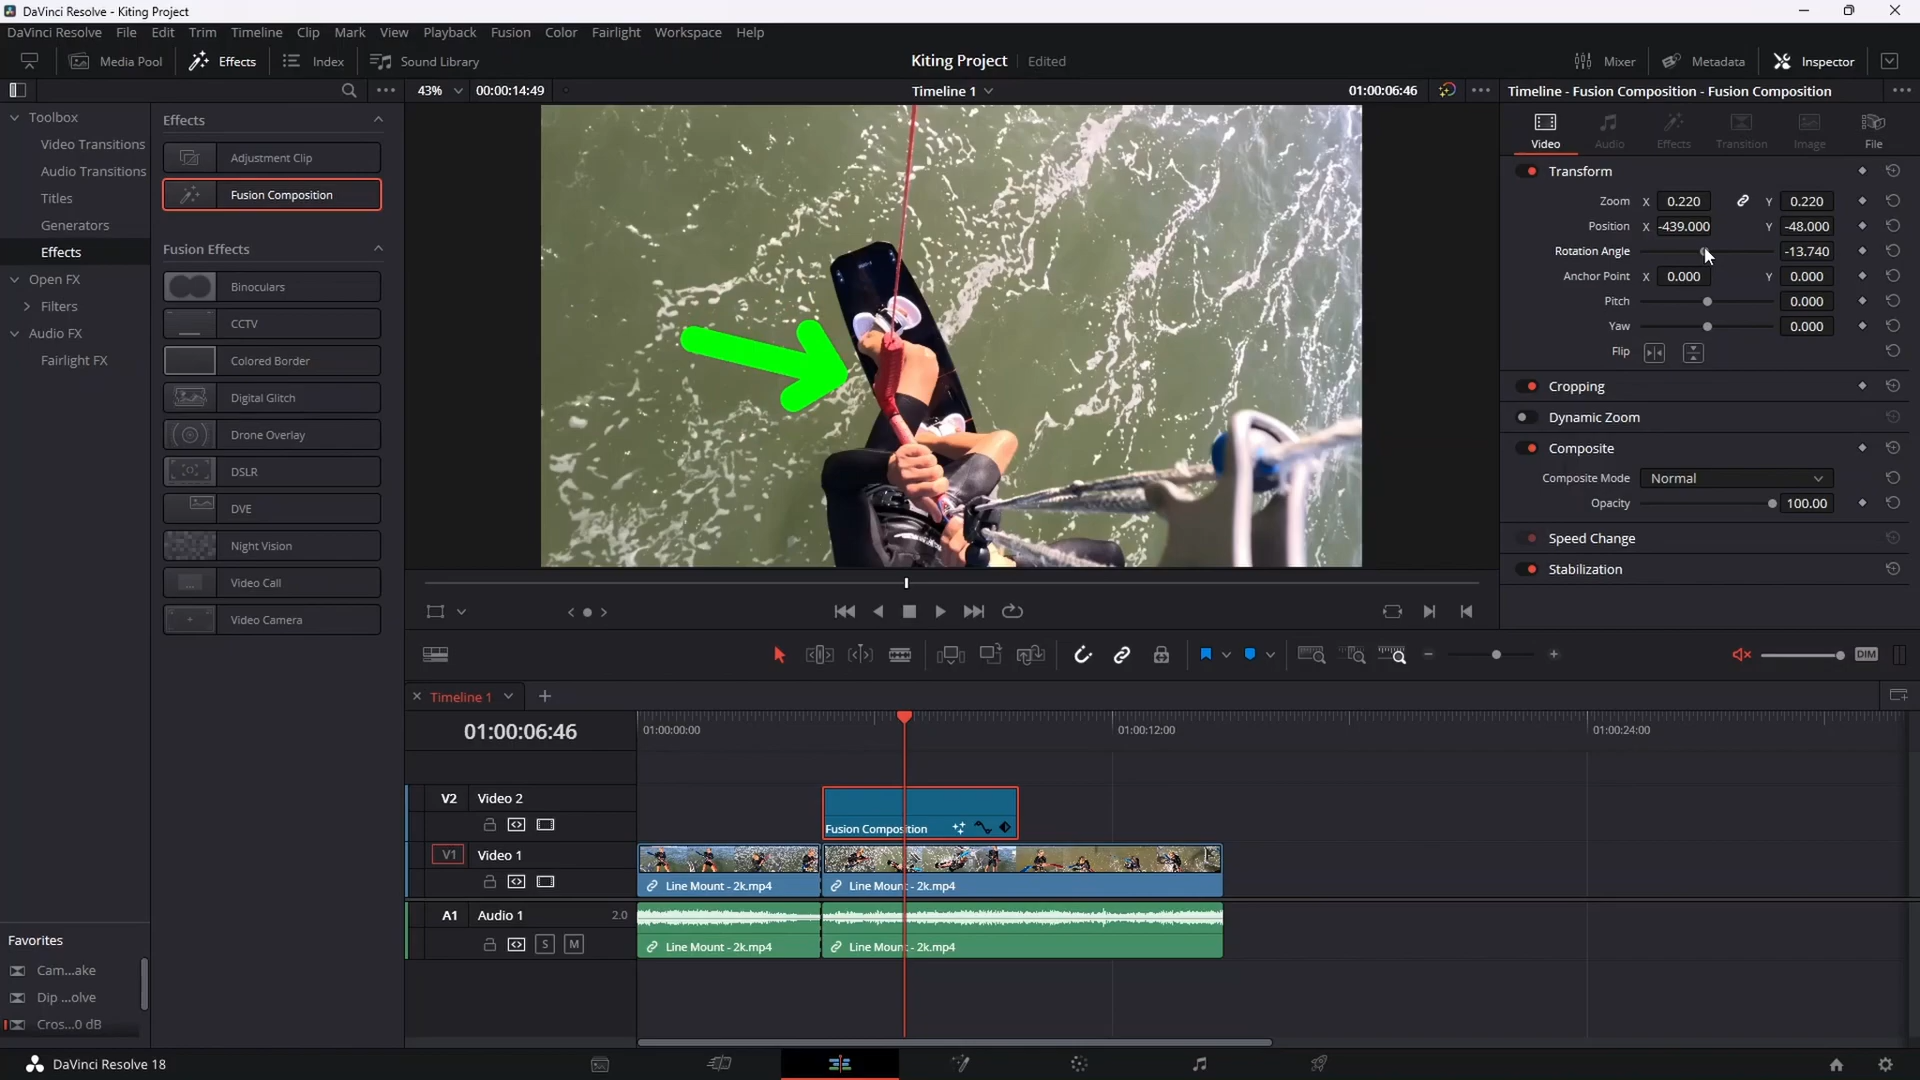 DaVinci Resolve - Kiting Project
DaVinci Resolve File Edit Trim Timeline Clip Mark View Playback Fusion Color Fairlight Workspace Help
Media Pool Effects Index Sound Library Kiting Project Edited Mixer Metadata Inspector
43% 00:00:14:49 Timeline 1 01:00:06:46 Timeline - Fusion Composition - Fusion Composition
Toolbox
Video Transitions
Audio Transitions
Titles
Generators
Effects
Open FX
Filters
Audio FX
Fairlight FX
Favorites
Cam...ake
Dip ...olve
Cros...0 dB
Effects
Adjustment Clip
Fusion Composition
Fusion Effects
Binoculars
CCTV
Colored Border
Digital Glitch
Drone Overlay
DSLR
DVE
Night Vision
Video Call
Video Camera
Video Audio Effects Transition Image File
Transform
Zoom X 0.220 Y 0.220
Position X -439.000 Y -48.000
Rotation Angle -13.740
Anchor Point X 0.000 Y 0.000
Pitch 0.000
Yaw 0.000
Flip
Cropping
Dynamic Zoom
Composite
Composite Mode Normal
Opacity 100.00
Speed Change
Stabilization
DIM
Timeline 1
01:00:06:46 01:00:00:00 01:00:12:00 01:00:24:00
V2 Video 2
Fusion Composition
V1 Video 1
Line Mount - 2k.mp4 Line Mount - 2k.mp4
A1 Audio 1 2.0
S M
Line Mount - 2k.mp4 Line Mount - 2k.mp4
DaVinci Resolve 18